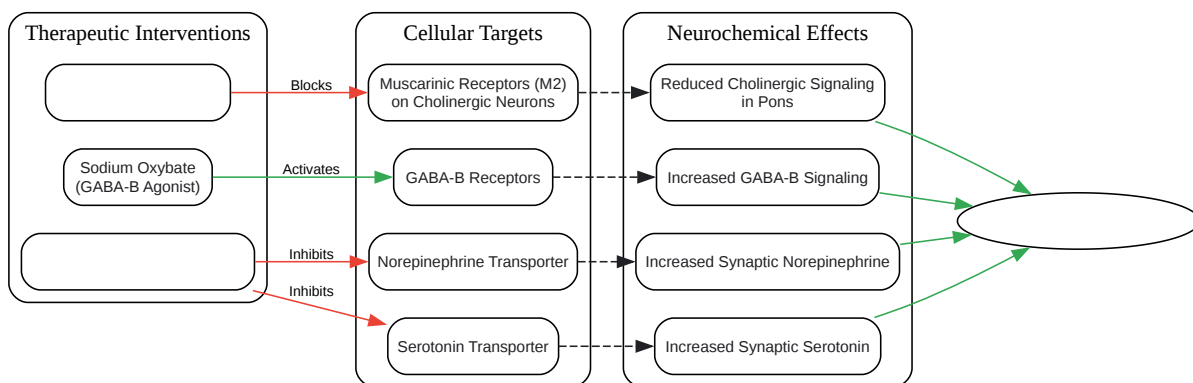 Therapeutic Interventions
Cellular Targets
Neurochemical Effects
Blocks
Muscarinic Receptors (M2)
on Cholinergic Neurons
Reduced Cholinergic Signaling
in Pons
Sodium Oxybate
(GABA-B Agonist)
Activates
GABA-B Receptors
Increased GABA-B Signaling
Inhibits
Norepinephrine Transporter
Increased Synaptic Norepinephrine
Inhibits
Serotonin Transporter
Increased Synaptic Serotonin